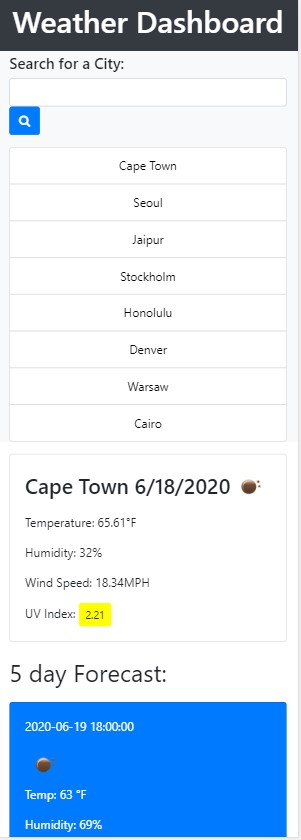 Weather Dashboard
Search for a City:
Cape Town
Seoul
Jaipur
Stockholm
Honolulu
Denver
Warsaw
Cairo
Cape Town 6/18/2020
Temperature: 65.61°F
Humidity: 32%
Wind Speed: 18.34MPH
UV Index: 2.21
5 day Forecast:
2020-06-19 18:00:00
Temp: 63 °F
Humidity: 69%